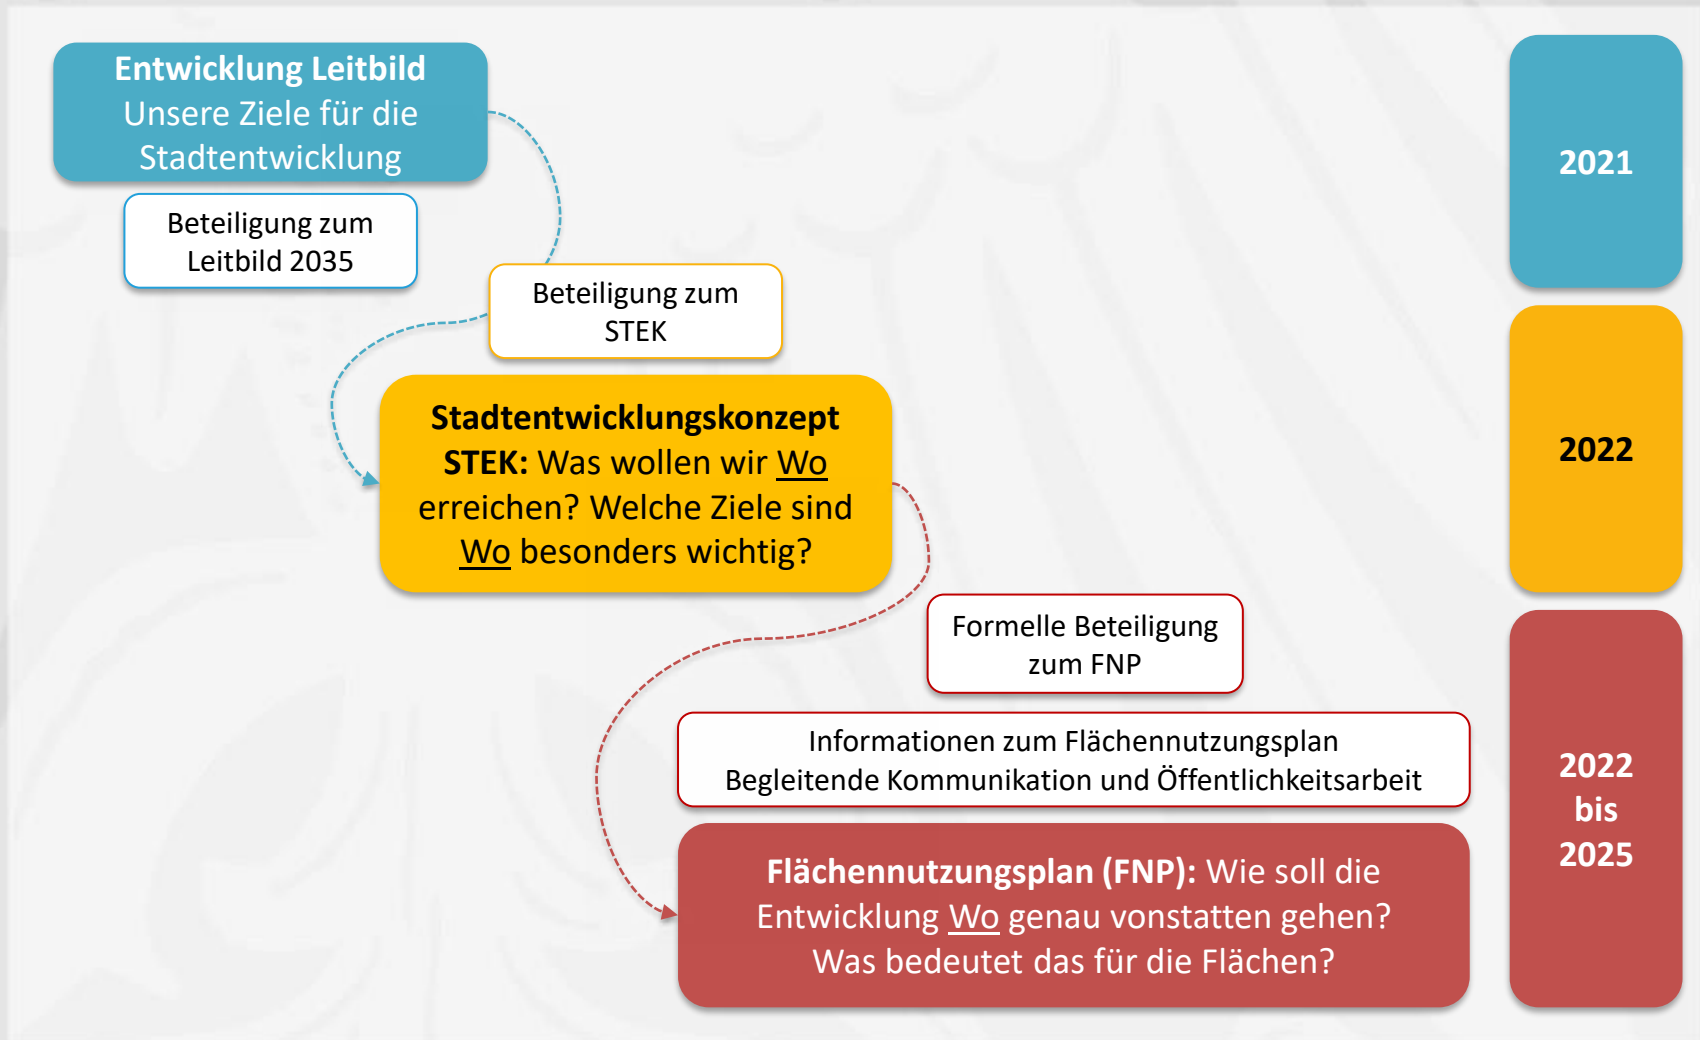 Entwicklung Leitbild
Unsere Ziele für die
Stadtentwicklung
Beteiligung zum
Leitbild 2035
2021
Beteiligung zum
STEK
Stadtentwicklungskonzept
STEK: Was wollen wir Wo
erreichen? Welche Ziele sind
Wo besonders wichtig?
2022
Formelle Beteiligung
zum FNP
Informationen zum Flächennutzungsplan
Begleitende Kommunikation und Öffentlichkeitsarbeit
Flächennutzungsplan (FNP): Wie soll die
Entwicklung Wo genau vonstatten gehen?
Was bedeutet das für die Flächen?
2022
bis
2025